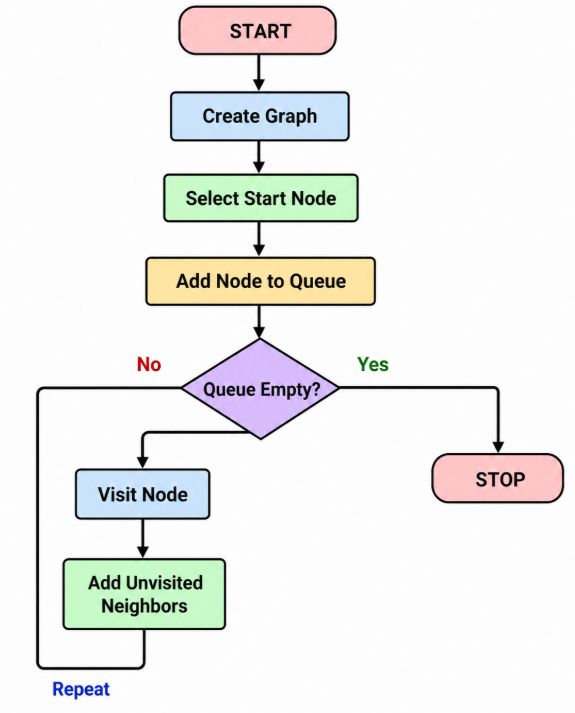 START
Create Graph
Select Start Node
Add Node to Queue
No
Yes
Queue Empty?
STOP
Visit Node
Add Unvisited
Neighbors
Repeat